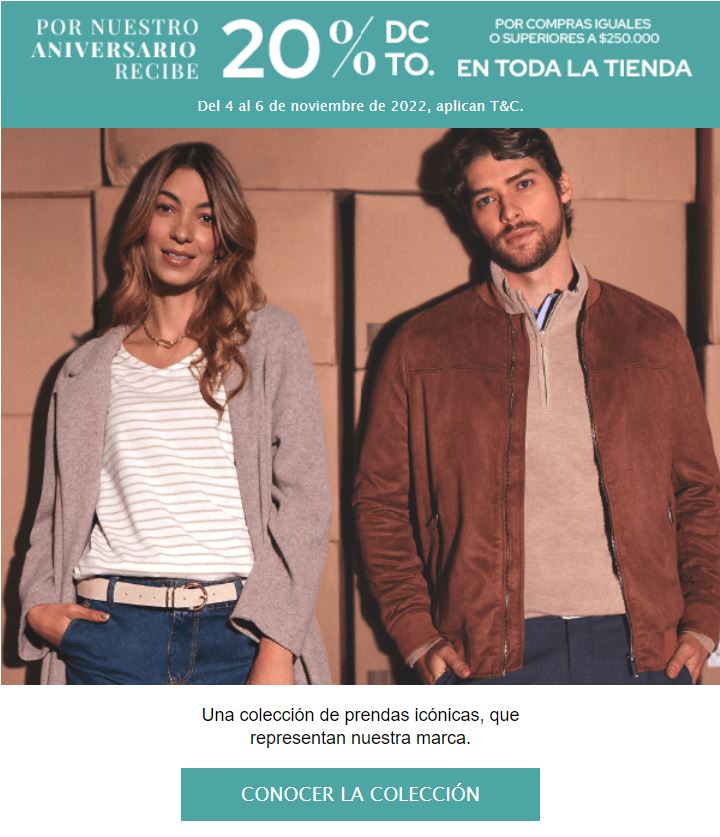 POR NUESTRO
ANIVERSARIO
RECIBE
20%
DC
TO.
POR COMPRAS IGUALES
O SUPERIORES A $250.000
EN TODA LA TIENDA
Del 4 al 6 de noviembre de 2022, aplican T&C.
Una colección de prendas icónicas, que
representan nuestra marca.
CONOCER LA COLECCIÓN